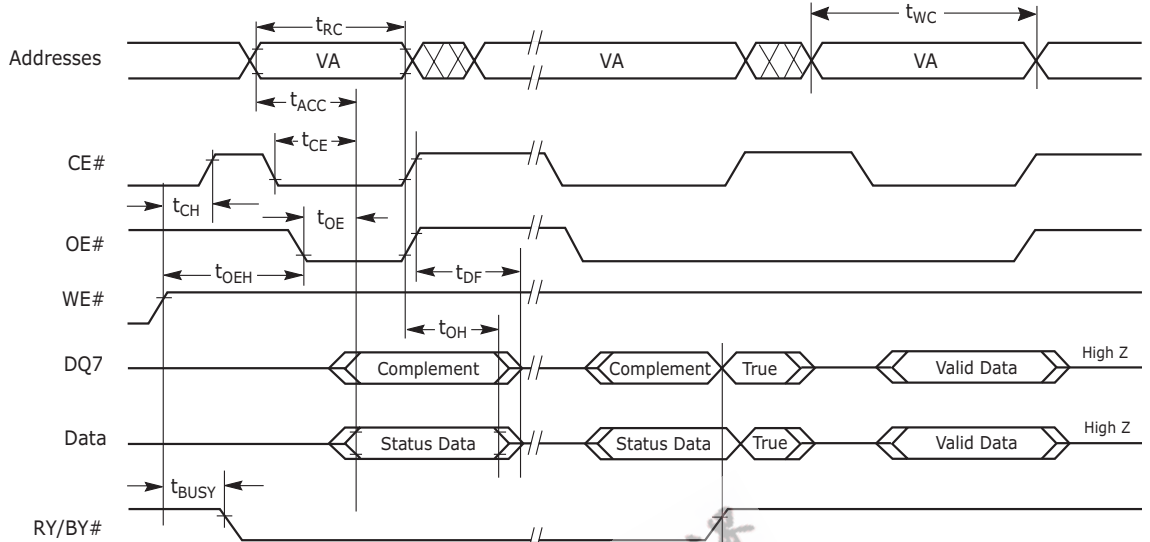 tRC
tWC
Addresses
VA
VA
VA
tACC
tCE
CE#
tCH
tOE
OE#
tOEH
tDF
WE#
tOH
DQ7
Complement
Complement
True
Valid Data
High Z
Data
Status Data
Status Data
True
Valid Data
High Z
tBUSY
RY/BY#